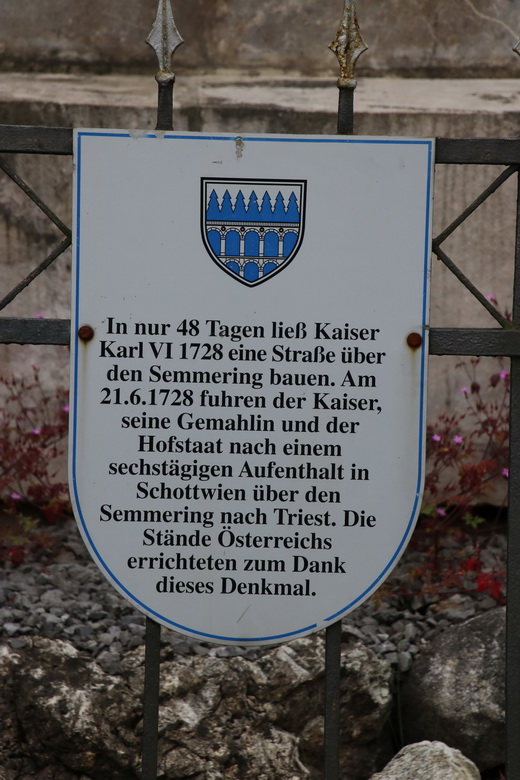 In nur 48 Tagen ließ Kaiser
Karl VI 1728 eine Straße über
den Semmering bauen. Am
21.6.1728 fuhren der Kaiser,
seine Gemahlin und der
Hofstaat nach einem
sechstägigen Aufenthalt in
Schottwien über den
Semmering nach Triest. Die
Stände Österreichs
errichteten zum Dank
dieses Denkmal.